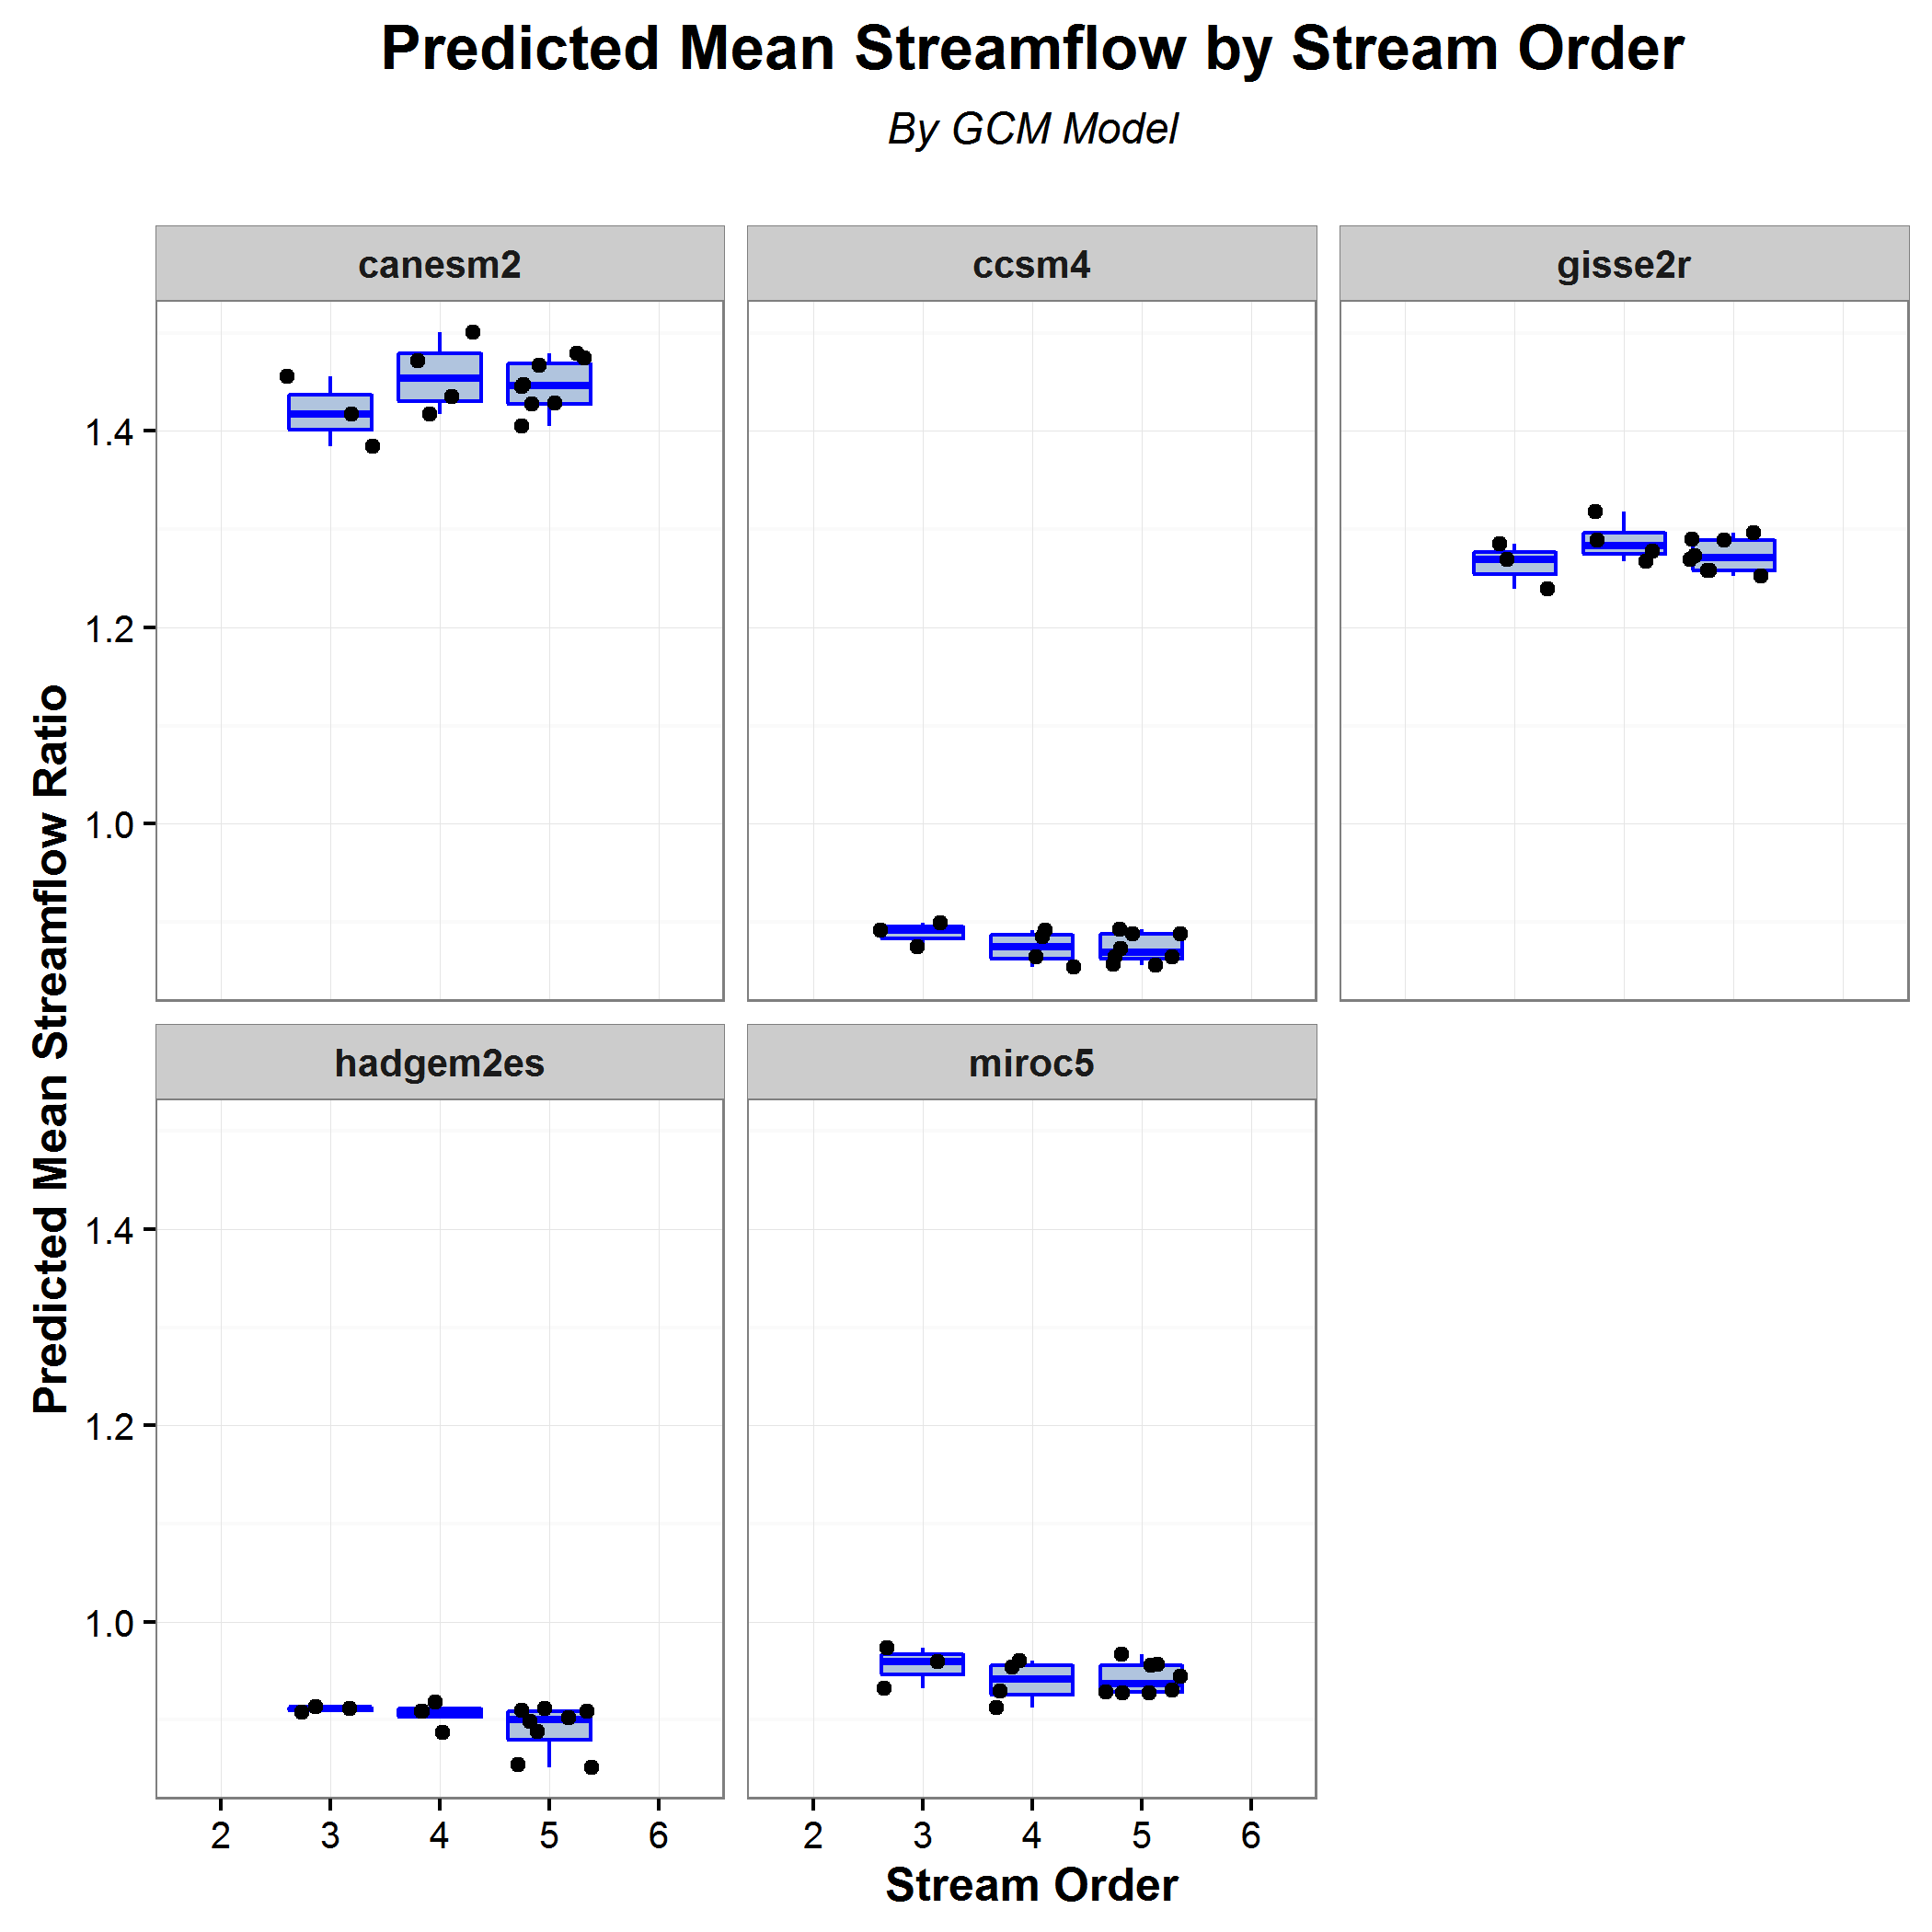 Predicted Mean Streamflow by Stream Order
By GCM Model
canesm2
ccsm4
gisse2r
1.4
1.2
1.0
Predicted Mean Streamflow Ratio
hadgem2es
miroc5
1.4
1.2
1.0
2 3 4 5 6
2 3 4 5 6
Stream Order